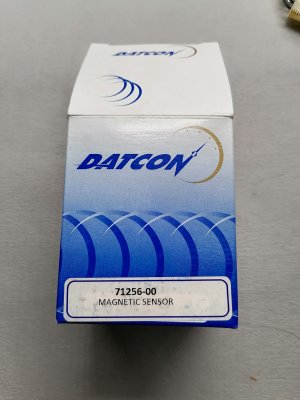 DATCON
DATCON
71256-00
MAGNETIC SENSOR